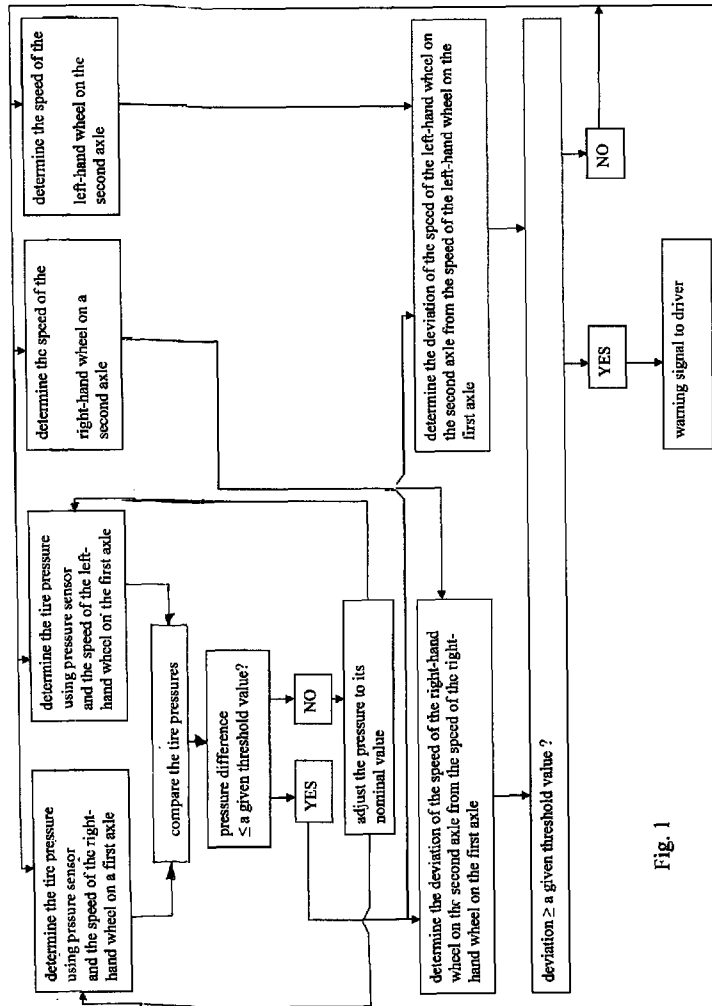 determine the tire pressure
using prssure sensor
and the speed of the right-
hand wheel on a first axle
determine the tire pressure
using pressure sensor
and the speed of the left-
hand wheel on the first axle
determine the speed of the
right-hand wheel on a
second axle
determine the speed of the
left-hand wheel on the
second axle
compare the tire pressures
pressure difference
≤ a given threshold value?
YES
NO
adjust the pressure to its
nominal value
determine the deviation of the speed of the right-hand
wheel on the second axle from the speed of the right-
hand wheel on the first axle
determine the deviation of the speed of the left-hand wheel on
the second axle from the speed of the left-hand wheel on the
first axle
deviation ≥ a given threshold value ?
YES
NO
warning signal to driver
Fig. 1